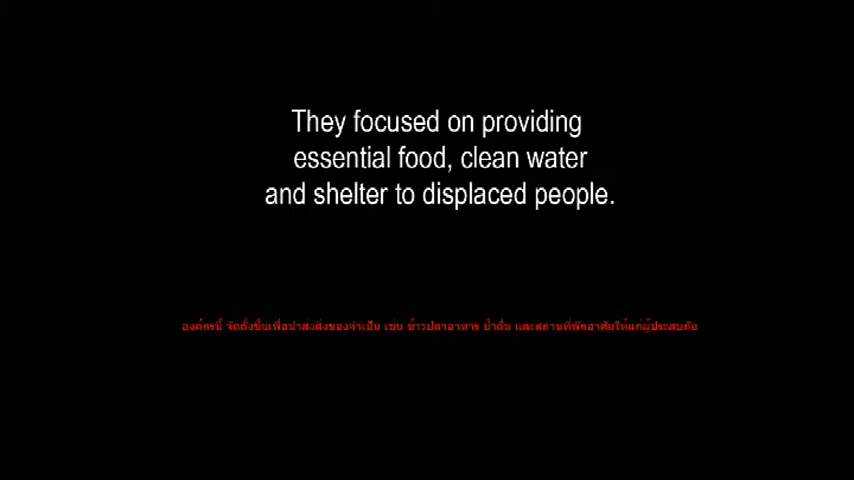 They focused on providing
essential food, clean water
and shelter to displaced people.
องค์กรนี้ จัดตั้งขึ้นเพื่อนำส่งสิ่งของจำเป็น เช่น ข้าวปลาอาหาร น้ำดื่ม และสถานที่พักอาศัยให้แก่ผู้ประสบภัย